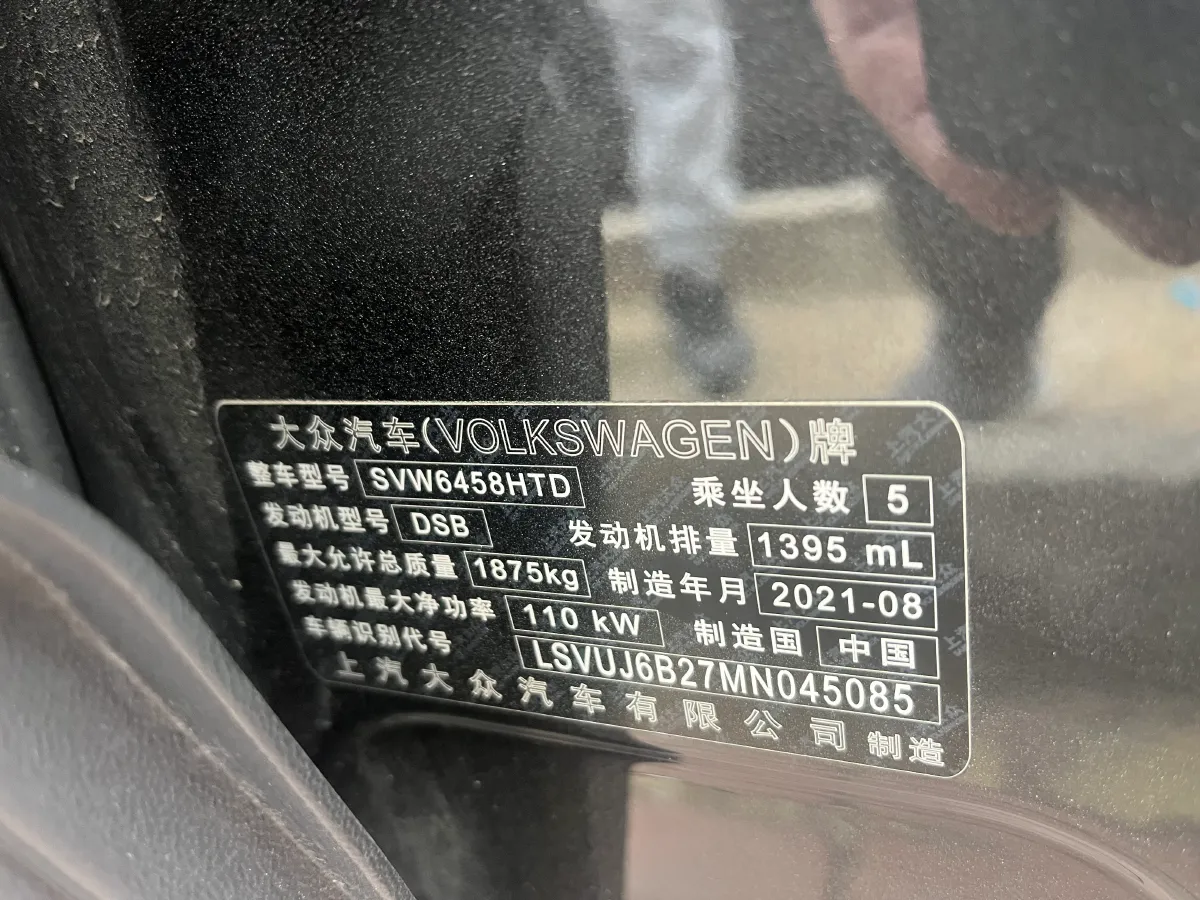 大众汽车(VOLKSWAGEN)牌
整车型号 SVW6458HTD 乘坐人数 5
发动机型号 DSB 发动机排量 1395 mL
最大允许总质量 1875kg 制造年月 2021-08
发动机最大净功率 110 kW 制造国 中国
车辆识别代号 LSVUJ6B27MN045085
上汽大众汽车有限公司 制造